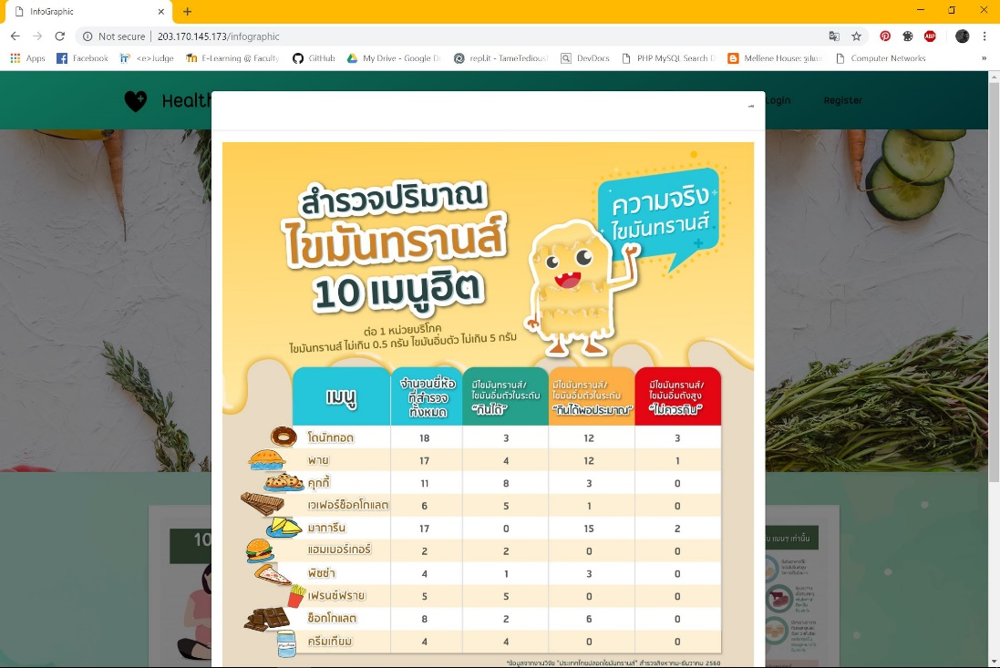 InfoGraphic
Not secure | 203.170.145.173/infographic
Apps Facebook <e>Judge E-Learning @ Faculty GitHub My Drive - Google D repl.it - TameTedious DevDocs PHP MySQL Search D Mellene House: Computer Networks »
Health Login Register
สำรวจปริมาณ
ไขมันทรานส์
10 เมนูฮิต
ความจริง
ไขมันทรานส์
ต่อ 1 หน่วยบริโภค
ไขมันทรานส์ ไม่เกิน 0.5 กรัม ไขมันอิ่มตัว ไม่เกิน 5 กรัม
เมนู
จำนวนยี่ห้อ
ที่สำรวจ
ทั้งหมด
มีไขมันทรานส์/
ไขมันอิ่มตัวในระดับ
"กินได้"
มีไขมันทรานส์/
ไขมันอิ่มตัวในระดับ
"กินได้พอประมาณ"
มีไขมันทรานส์/
ไขมันอิ่มตัวสูง
"ไม่ควรกิน"
โดนัททอด 18 3 12 3
พาย 17 4 12 1
คุกกี้ 11 8 3 0
เวเฟอร์ช็อคโกแลต 6 5 1 0
มาการีน 17 0 15 2
แฮมเบอร์เกอร์ 2 2 0 0
พิซซ่า 4 1 3 0
เฟรนซ์ฟราย 5 5 0 0
ช็อกโกแลต 8 2 6 0
ครีมเทียม 4 4 0 0
*ข้อมูลจากงานวิจัย "ประเทศไทยปลอดไขมันทรานส์" สำรวจสิงหาคม-ธันวาคม 2560
10